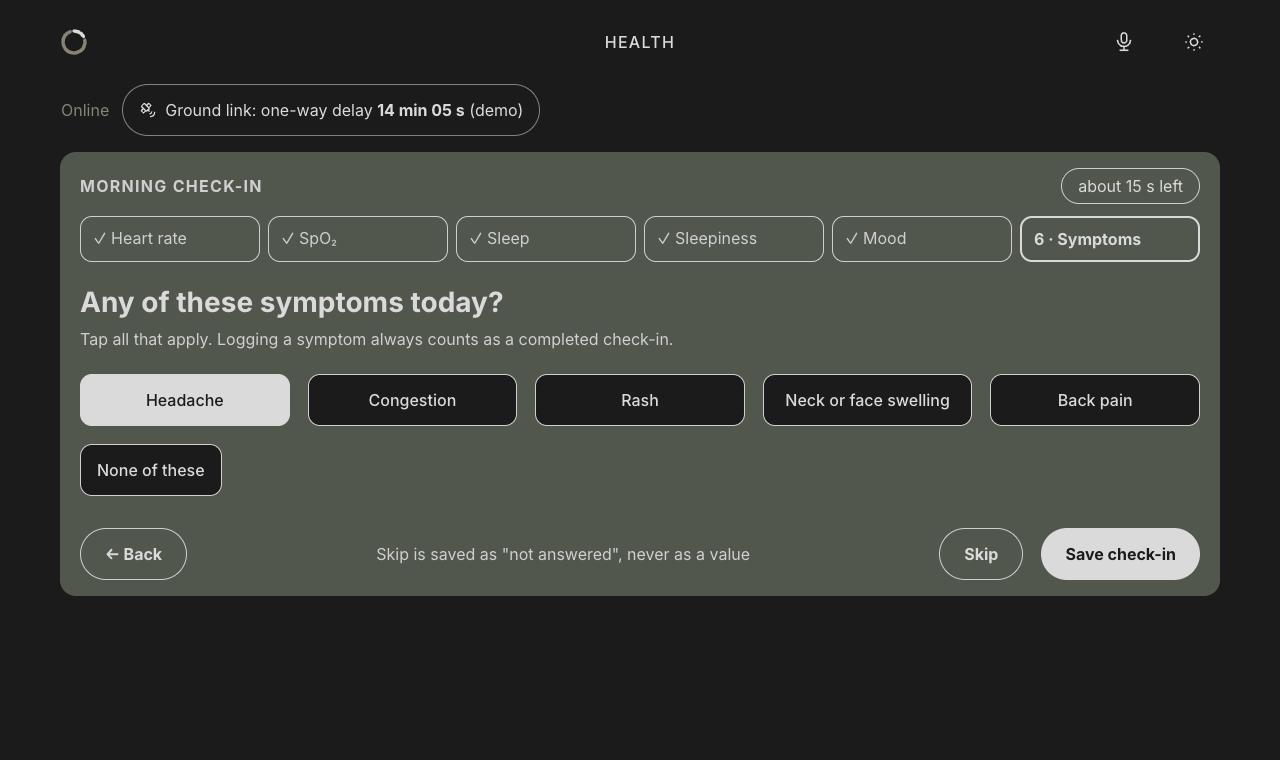 HEALTH
Online
Ground link: one-way delay 14 min 05 s (demo)
MORNING CHECK-IN
about 15 s left
✓ Heart rate
✓ SpO₂
✓ Sleep
✓ Sleepiness
✓ Mood
6 · Symptoms
Any of these symptoms today?
Tap all that apply. Logging a symptom always counts as a completed check-in.
Headache
Congestion
Rash
Neck or face swelling
Back pain
None of these
← Back
Skip is saved as "not answered", never as a value
Skip
Save check-in